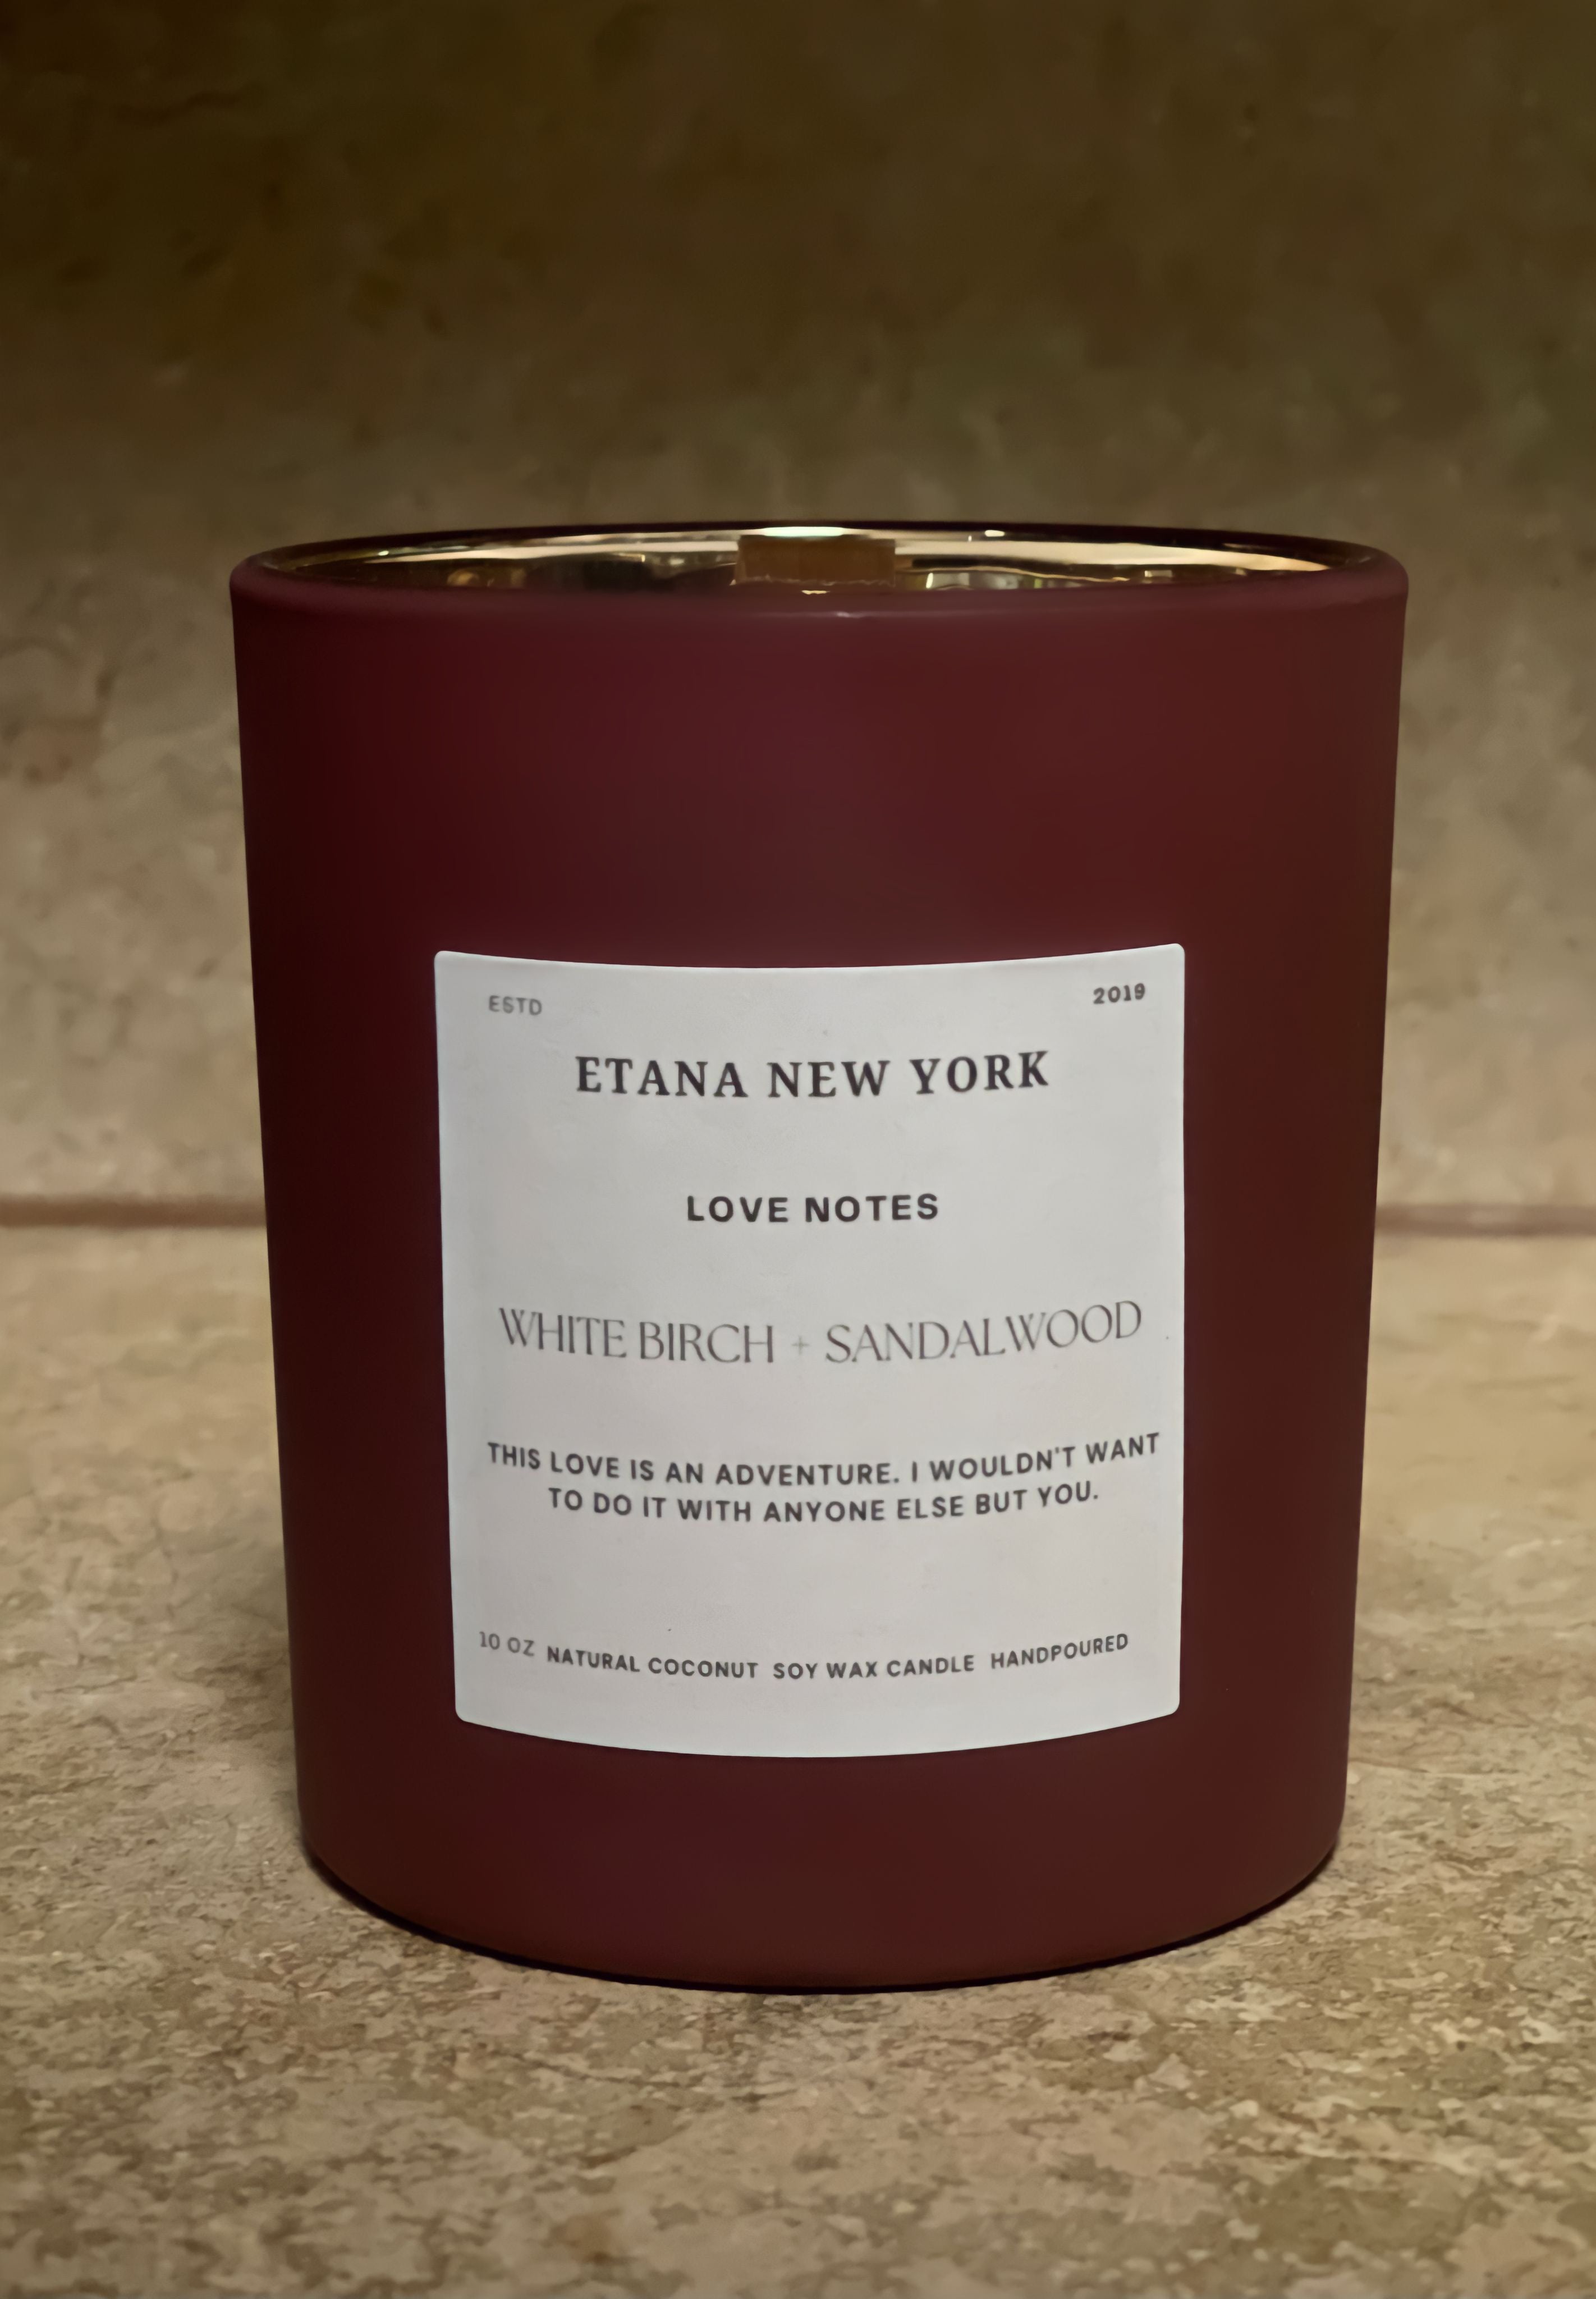 ESTD 2019
ETANA NEW YORK
LOVE NOTES
WHITE BIRCH + SANDALWOOD
THIS LOVE IS AN ADVENTURE. I WOULDN'T WANT
TO DO IT WITH ANYONE ELSE BUT YOU.
10 OZ NATURAL COCONUT SOY WAX CANDLE HANDPOURED